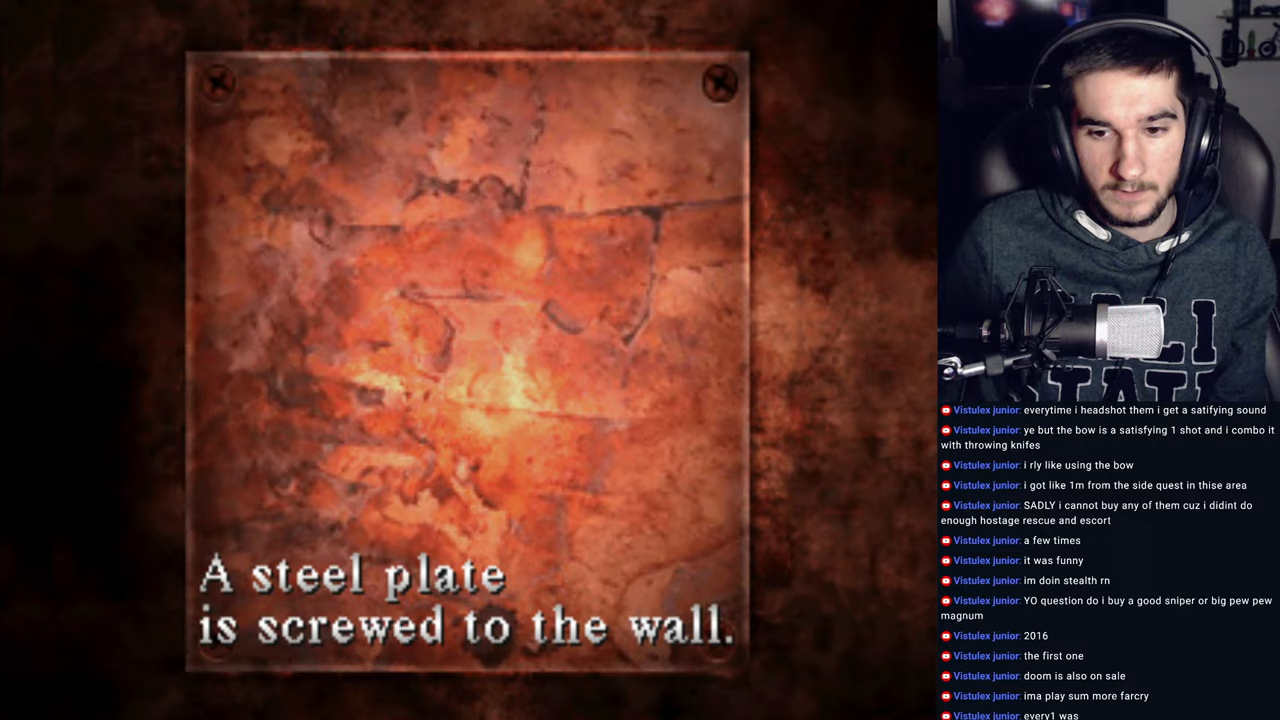 A steel plate
is screwed to the wall.
Vistulex junior: everytime i headshot them i get a satifying sound
Vistulex junior: ye but the bow is a satisfying 1 shot and i combo it
with throwing knifes
Vistulex junior: i rly like using the bow
Vistulex junior: i got like 1m from the side quest in thise area
Vistulex junior: SADLY i cannot buy any of them cuz i didint do
enough hostage rescue and escort
Vistulex junior: a few times
Vistulex junior: it was funny
Vistulex junior: im doin stealth rn
Vistulex junior: YO question do i buy a good sniper or big pew pew
magnum
Vistulex junior: 2016
Vistulex junior: the first one
Vistulex junior: doom is also on sale
Vistulex junior: ima play sum more farcry
Vistulex junior: every1 was